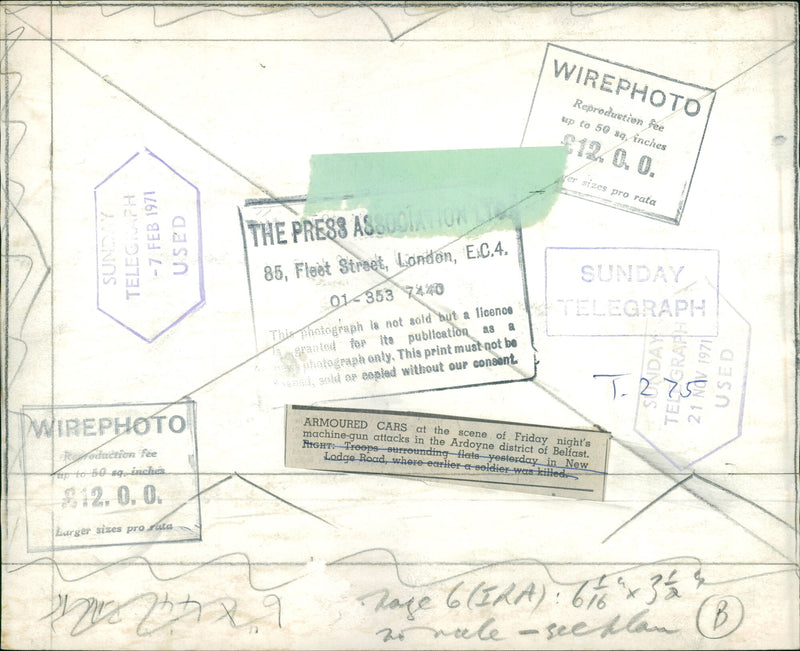 WIREPHOTO
Reproduction fee
up to 50 sq. inches
£12. 0. 0.
sizes pro rata
SUNDAY
TELEGRAPH
-7 FEB 1971
USED
THE PRESS ASSOCIATION LTD.
85, Fleet Street, London, E.C.4.
01-353 7440
This photograph is not sold but a licence
is granted for its publication as a
photograph only. This print must not be
sold or copied without our consent.
SUNDAY
TELEGRAPH
SUNDAY
TELEGRAPH
21 NOV 1971
USED
T.275
ARMOURED CARS at the scene of Friday night's
machine-gun attacks in the Ardoyne district of Belfast.
RIGHT: Troops surrounding flats yesterday in New
Lodge Road, where earlier a soldier was killed.
WIREPHOTO
Reproduction fee
up to 50 sq. inches
£12. 0. 0.
Larger sizes pro rata
Page 6 (IRA): 6 1/16" x 3 1/2"
no rule - see plan
B